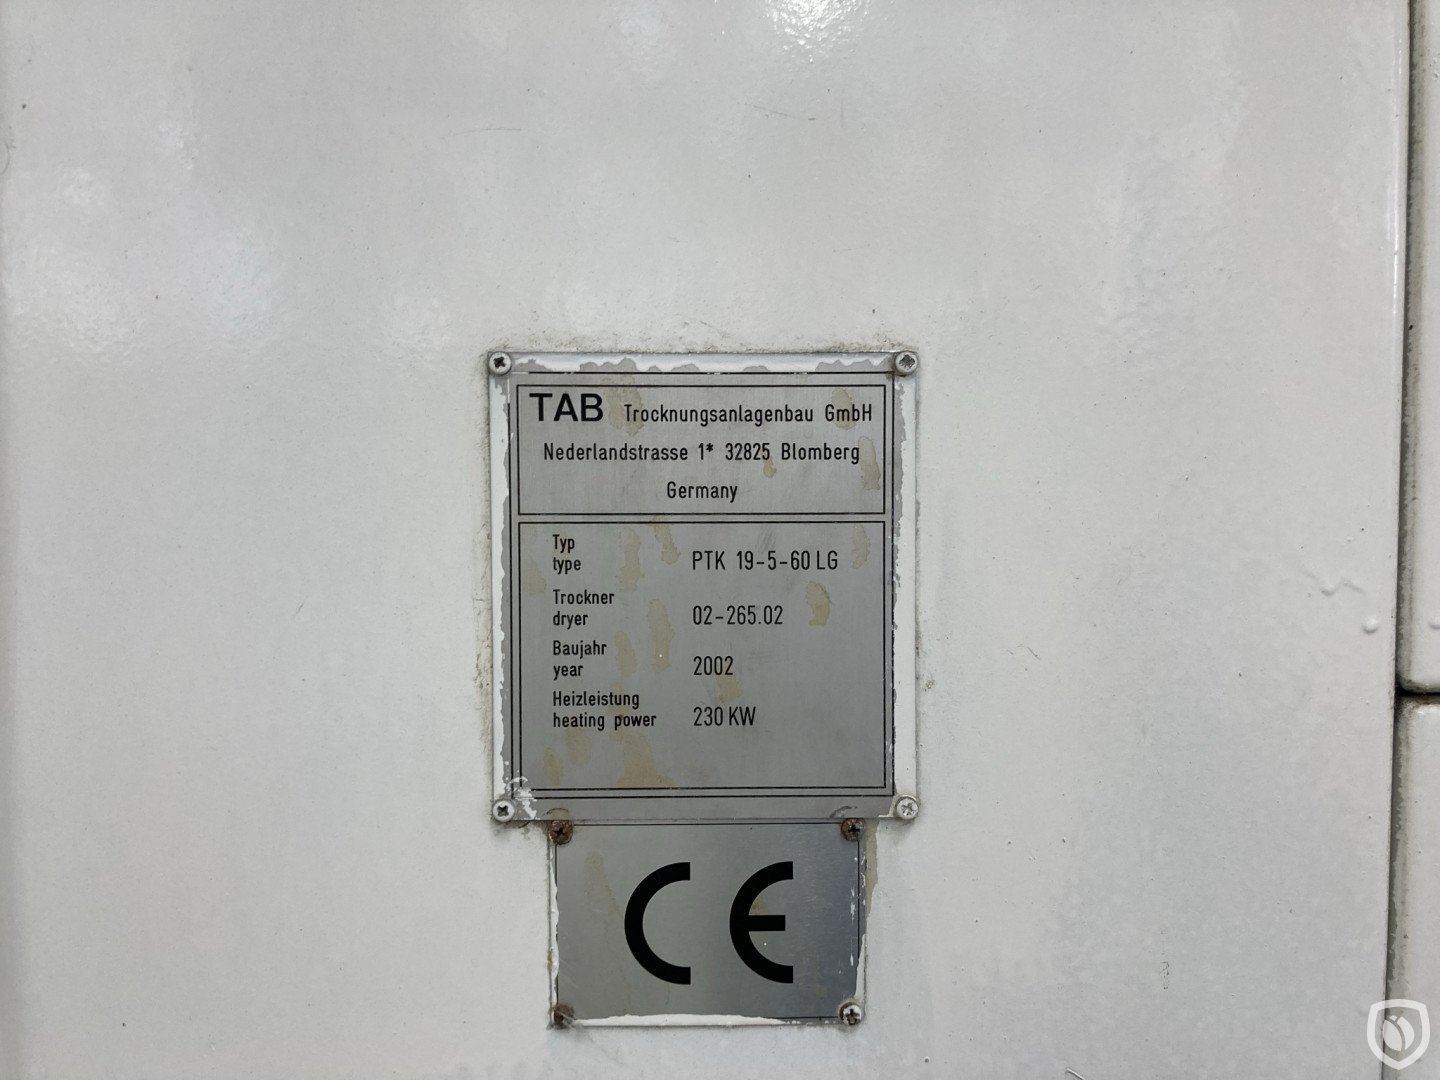 TAB Trocknungsanlagenbau GmbH
Nederlandstrasse 1* 32825 Blomberg
Germany
Typ
type PTK 19-5-60 LG
Trockner
dryer 02-265.02
Baujahr
year 2002
Heizleistung
heating power 230 KW
CE